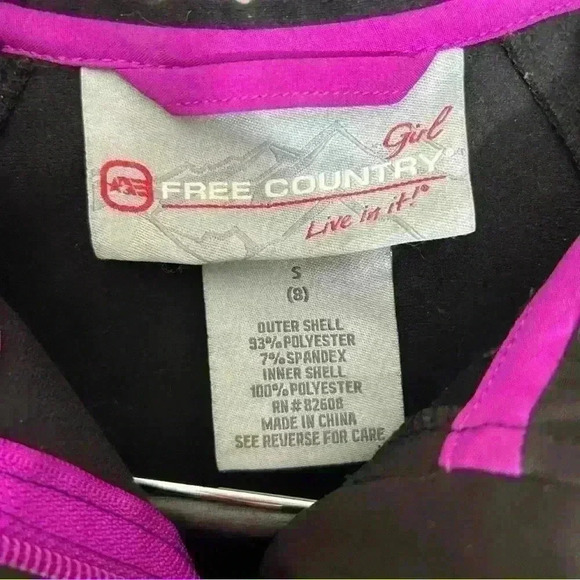 Girl
FREE COUNTRY®
Live in it!®
S
(8)
OUTER SHELL
93% POLYESTER
7% SPANDEX
INNER SHELL
100% POLYESTER
RN # 82608
MADE IN CHINA
SEE REVERSE FOR CARE